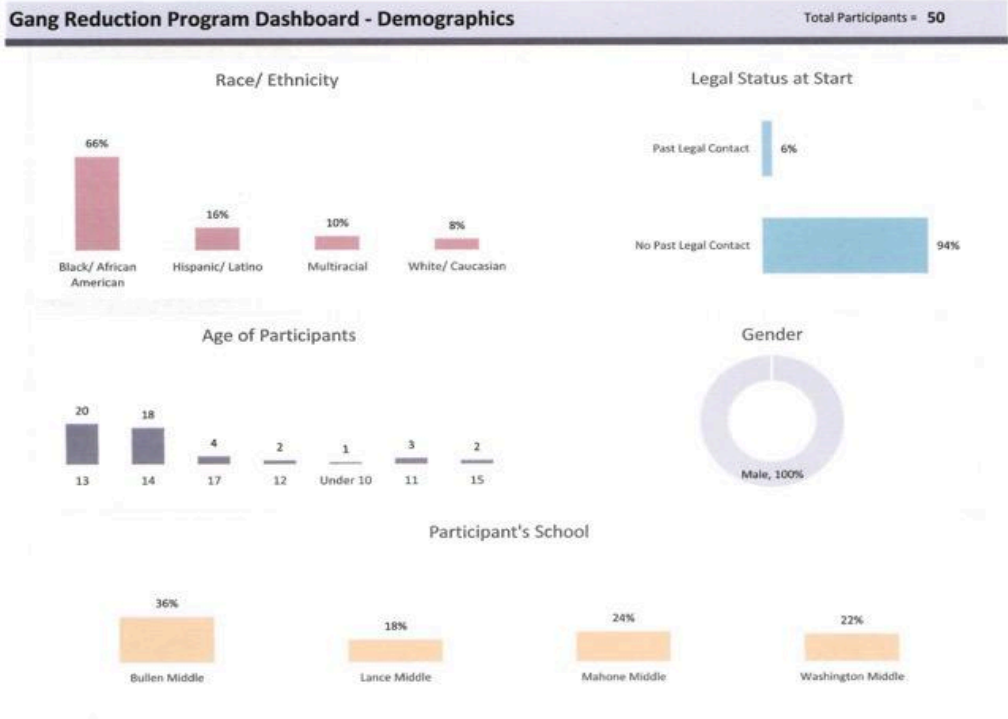 Gang Reduction Program Dashboard - Demographics
Total Participants = 50
Race/ Ethnicity
66%
16%
10%
8%
Black/ African
American
Hispanic/ Latino
Multiracial
White/ Caucasian
Legal Status at Start
Past Legal Contact
6%
No Past Legal Contact
94%
Age of Participants
20
18
4
2
1
3
2
13
14
17
12
Under 10
11
15
Gender
Male, 100%
Participant's School
36%
18%
24%
22%
Bullen Middle
Lance Middle
Mahone Middle
Washington Middle